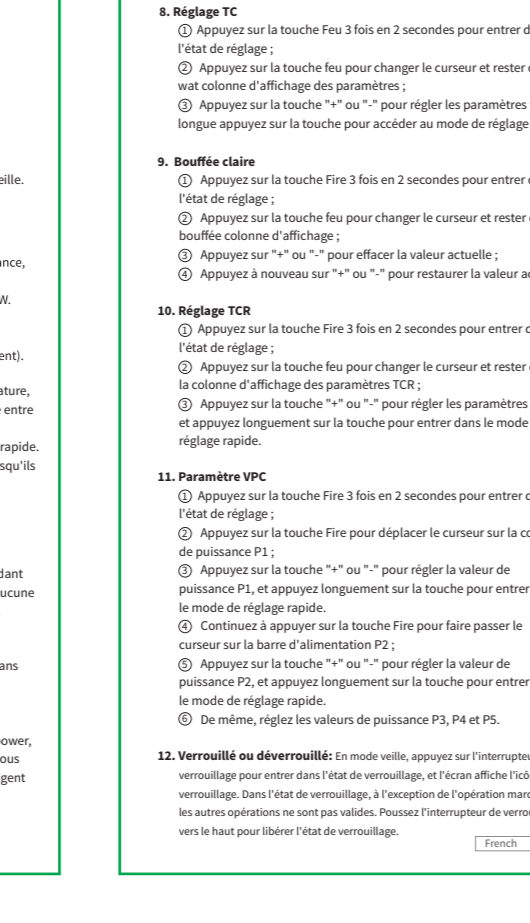 eille.
ance,
W.
ent).
ature,
entre
rapide.
squ'ils
dant
ucune
ans
ower,
ous
gent
8. Réglage TC
① Appuyez sur la touche Feu 3 fois en 2 secondes pour entrer d
l'état de réglage ;
② Appuyez sur la touche feu pour changer le curseur et rester
wat colonne d'affichage des paramètres ;
③ Appuyez sur la touche "+" ou "-" pour régler les paramètres
longue appuyez sur la touche pour accéder au mode de réglage
9. Bouffée claire
① Appuyez sur la touche Fire 3 fois en 2 secondes pour entrer
l'état de réglage ;
② Appuyez sur la touche feu pour changer le curseur et rester
bouffée colonne d'affichage ;
③ Appuyez sur "+" ou "-" pour effacer la valeur actuelle ;
④ Appuyez à nouveau sur "+" ou "-" pour restaurer la valeur ac
10. Réglage TCR
① Appuyez sur la touche Fire 3 fois en 2 secondes pour entrer d
l'état de réglage ;
② Appuyez sur la touche feu pour changer le curseur et rester
la colonne d'affichage des paramètres TCR ;
③ Appuyez sur la touche "+" ou "-" pour régler les paramètres
et appuyez longuement sur la touche pour entrer dans le mode
réglage rapide.
11. Paramètre VPC
① Appuyez sur la touche Fire 3 fois en 2 secondes pour entrer d
l'état de réglage ;
② Appuyez sur la touche Fire pour déplacer le curseur sur la co
de puissance P1 ;
③ Appuyez sur la touche "+" ou "-" pour régler la valeur de
puissance P1, et appuyez longuement sur la touche pour entrer
le mode de réglage rapide.
④ Continuez à appuyer sur la touche Fire pour faire passer le
curseur sur la barre d'alimentation P2 ;
⑤ Appuyez sur la touche "+" ou "-" pour régler la valeur de
puissance P2, et appuyez longuement sur la touche pour entrer
le mode de réglage rapide.
⑥ De même, réglez les valeurs de puissance P3, P4 et P5.
12. Verrouillé ou déverrouillé: En mode veille, appuyez sur l'interrupteu
verrouillage pour entrer dans l'état de verrouillage, et l'écran affiche l'icô
verrouillage. Dans l'état de verrouillage, à l'exception de l'opération marc
les autres opérations ne sont pas valides. Poussez l'interrupteur de verrou
vers le haut pour libérer l'état de verrouillage.
French